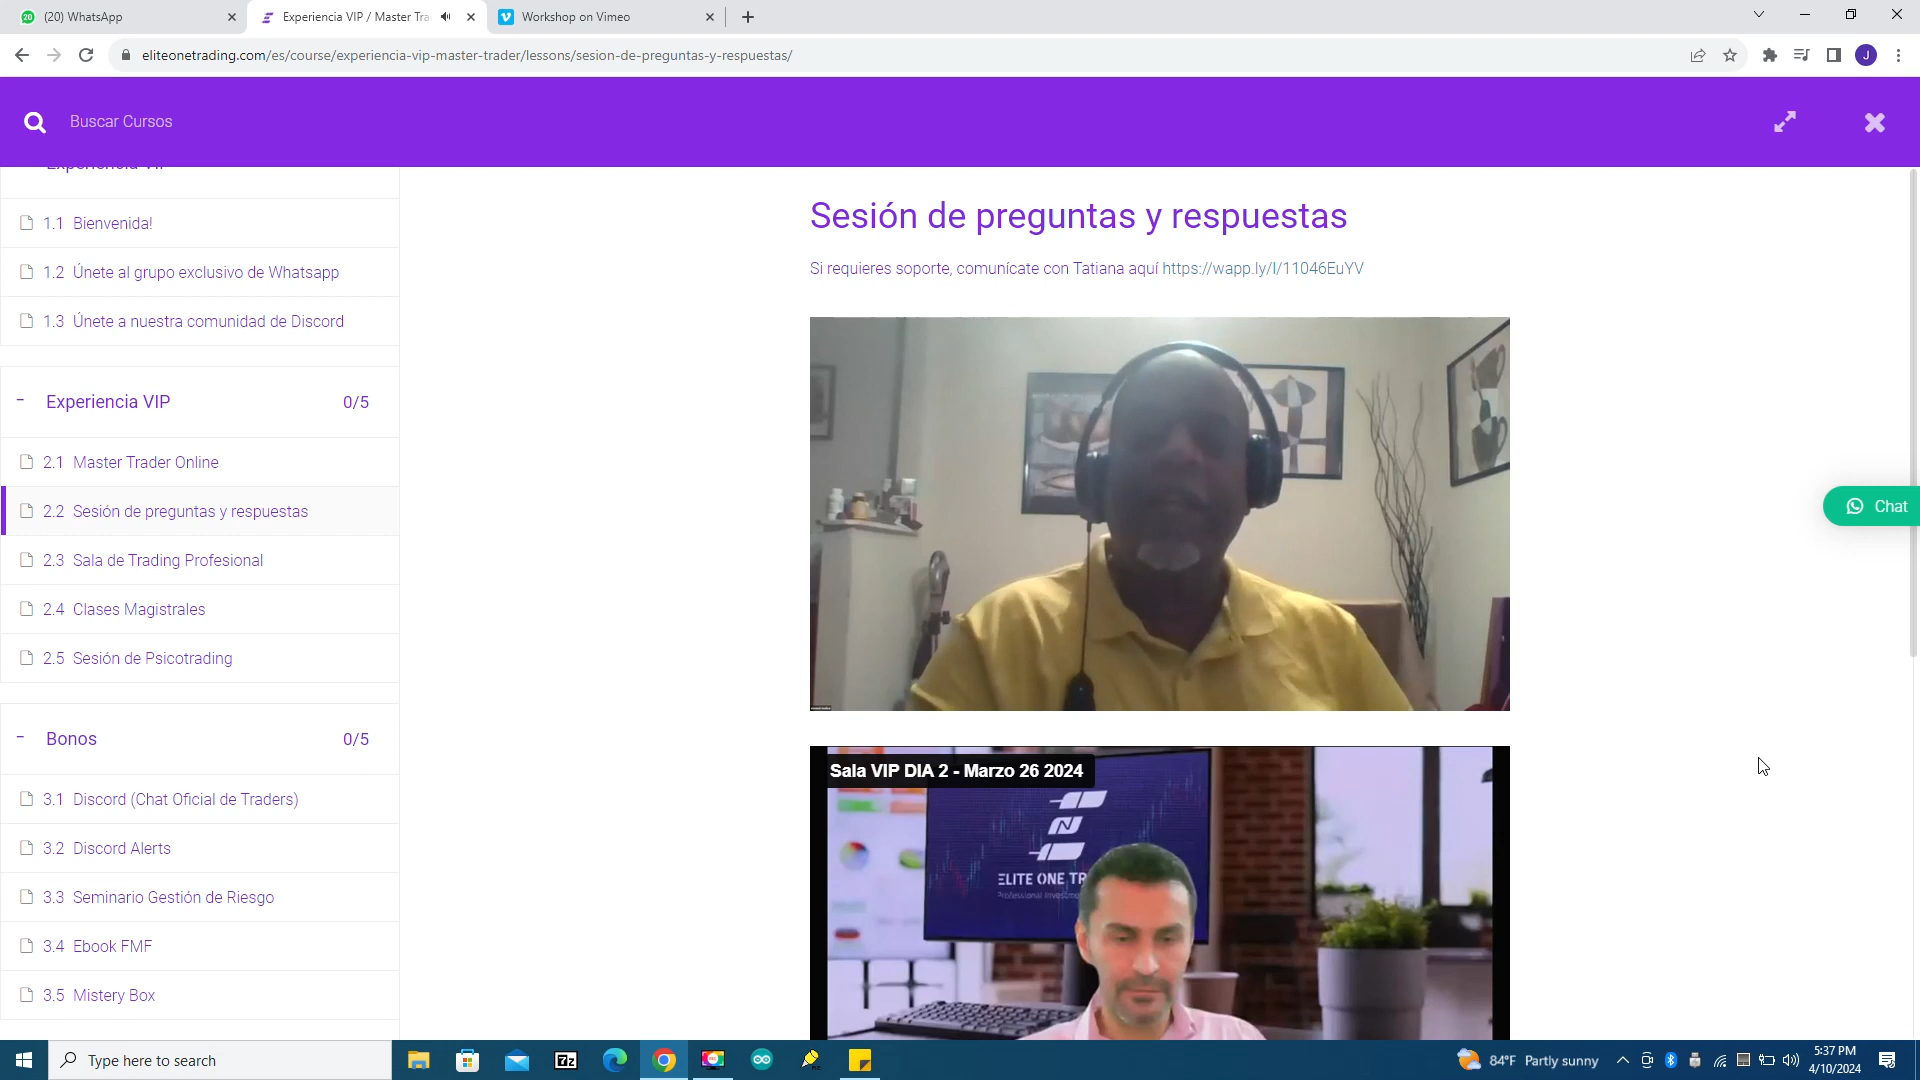 (20) WhatsApp
Experiencia VIP / Master Tra
Workshop on Vimeo
eliteonetrading.com/es/course/experiencia-vip-master-trader/lessons/sesion-de-preguntas-y-respuestas/
J
Buscar Cursos
Experiencia VIP
1.1 Bienvenida!
1.2 Únete al grupo exclusivo de Whatsapp
1.3 Únete a nuestra comunidad de Discord
- Experiencia VIP 0/5
2.1 Master Trader Online
2.2 Sesión de preguntas y respuestas
2.3 Sala de Trading Profesional
2.4 Clases Magistrales
2.5 Sesión de Psicotrading
- Bonos 0/5
3.1 Discord (Chat Oficial de Traders)
3.2 Discord Alerts
3.3 Seminario Gestión de Riesgo
3.4 Ebook FMF
3.5 Mistery Box
Sesión de preguntas y respuestas
Si requieres soporte, comunícate con Tatiana aquí https://wapp.ly/l/11046EuYV
Sala VIP DIA 2 - Marzo 26 2024
ELITE ONE TR
Professional Investme
Chat
Type here to search
7z
84°F Partly sunny
5:37 PM
4/10/2024